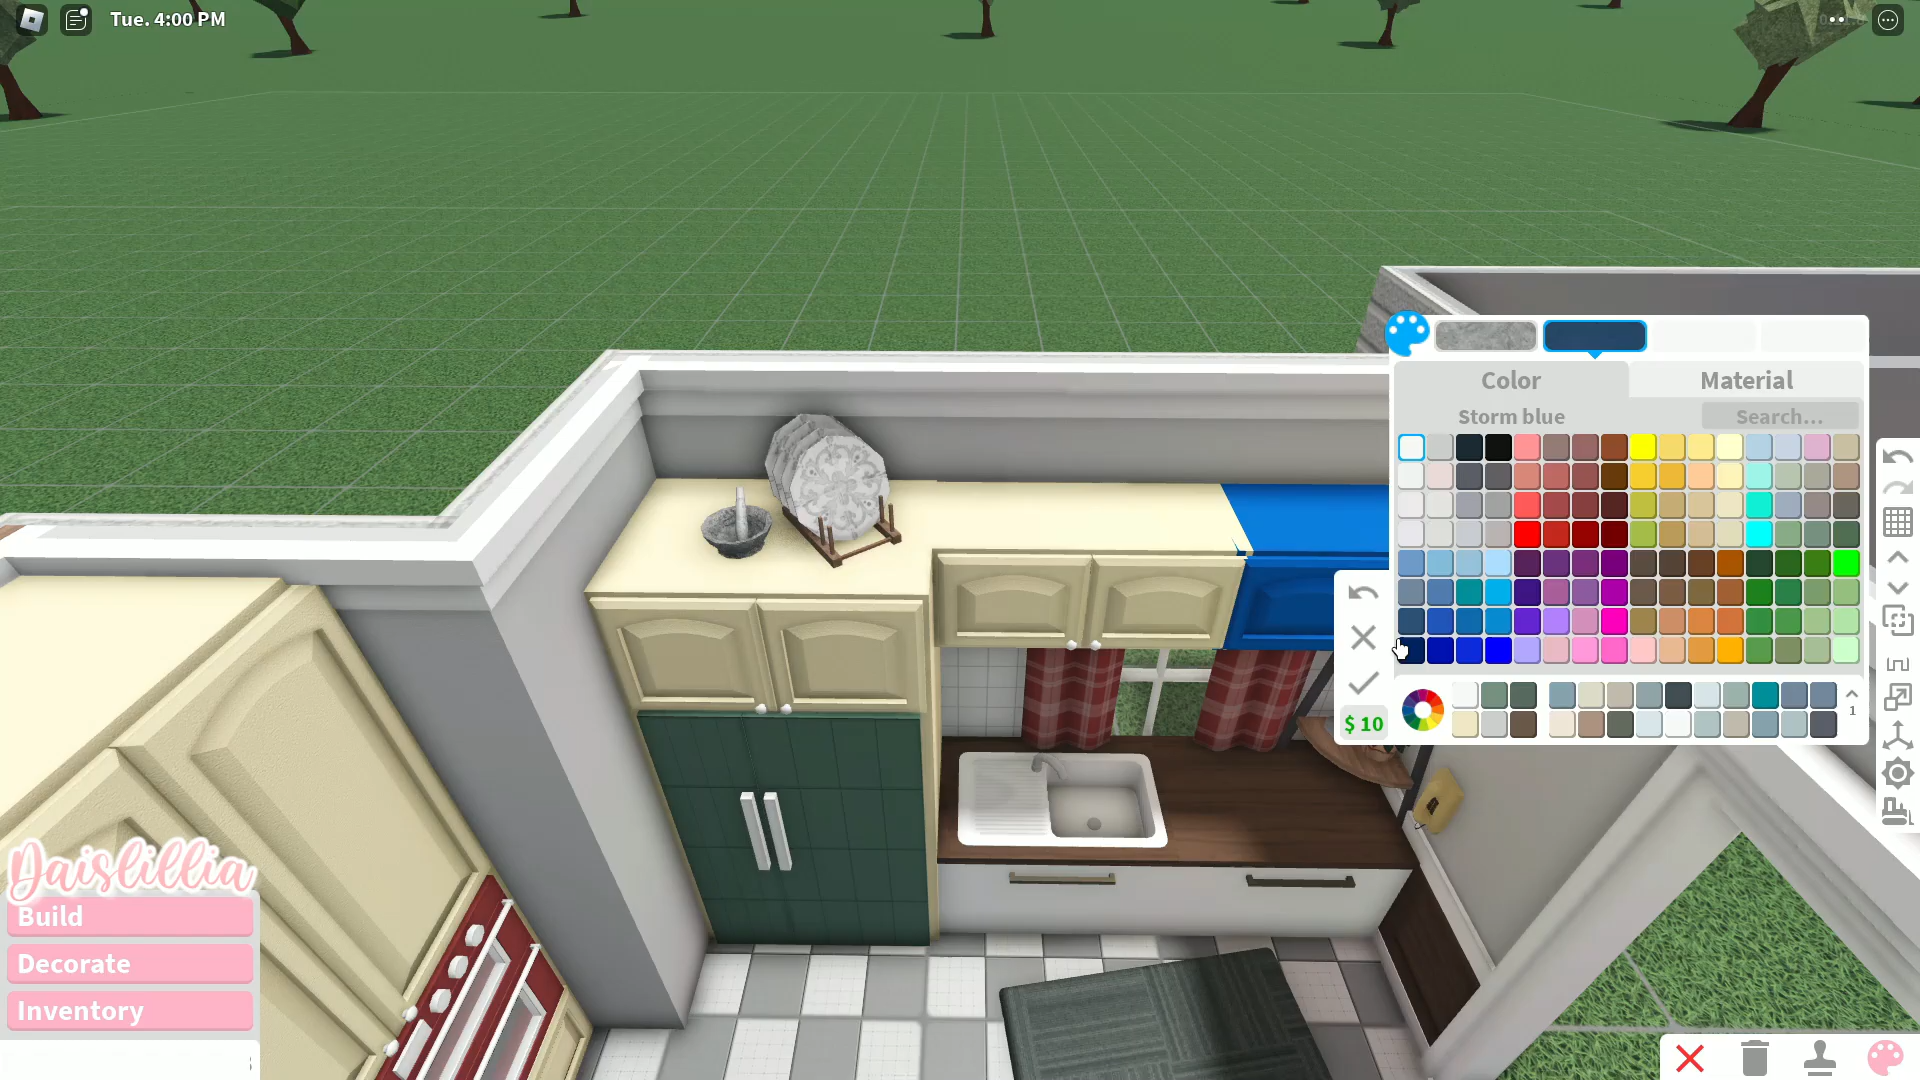 Tue. 4:00 PM
Color
Material
Storm blue
Search...
$ 10
1
Daislillia
Build
Decorate
Inventory